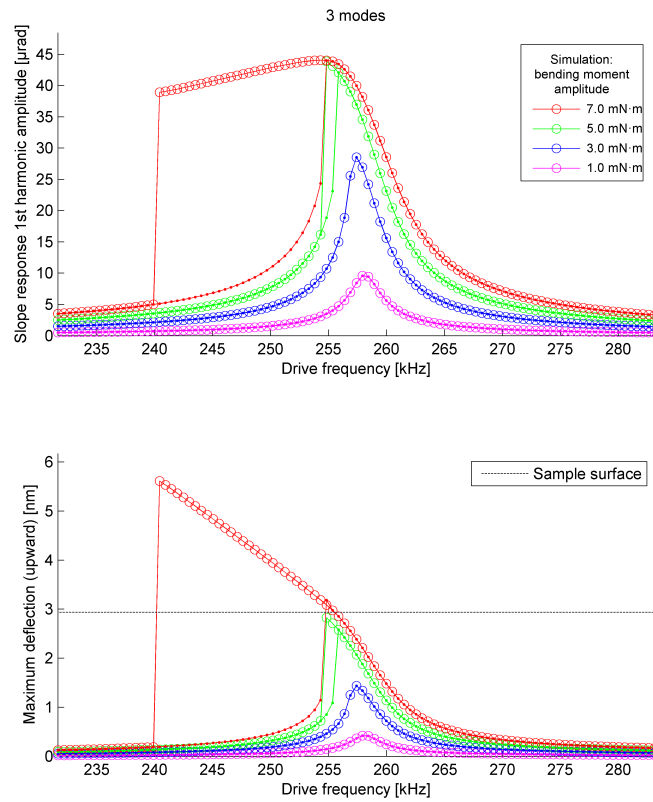 3 modes
Slope response 1st harmonic amplitude [µrad]
45
40
35
30
25
20
15
10
5
0
Simulation:
bending moment
amplitude
7.0 mN·m
5.0 mN·m
3.0 mN·m
1.0 mN·m
235 240 245 250 255 260 265 270 275 280
Drive frequency [kHz]
Maximum deflection (upward) [nm]
6
5
4
3
2
1
0
Sample surface
235 240 245 250 255 260 265 270 275 280
Drive frequency [kHz]